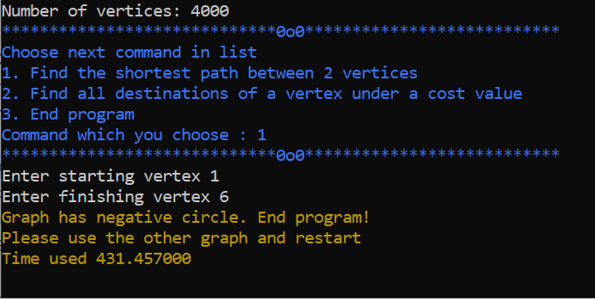 Number of vertices: 4000
****************************0o0**************************
Choose next command in list
1. Find the shortest path between 2 vertices
2. Find all destinations of a vertex under a cost value
3. End program
Command which you choose : 1
****************************0o0**************************
Enter starting vertex 1
Enter finishing vertex 6
Graph has negative circle. End program!
Please use the other graph and restart
Time used 431.457000